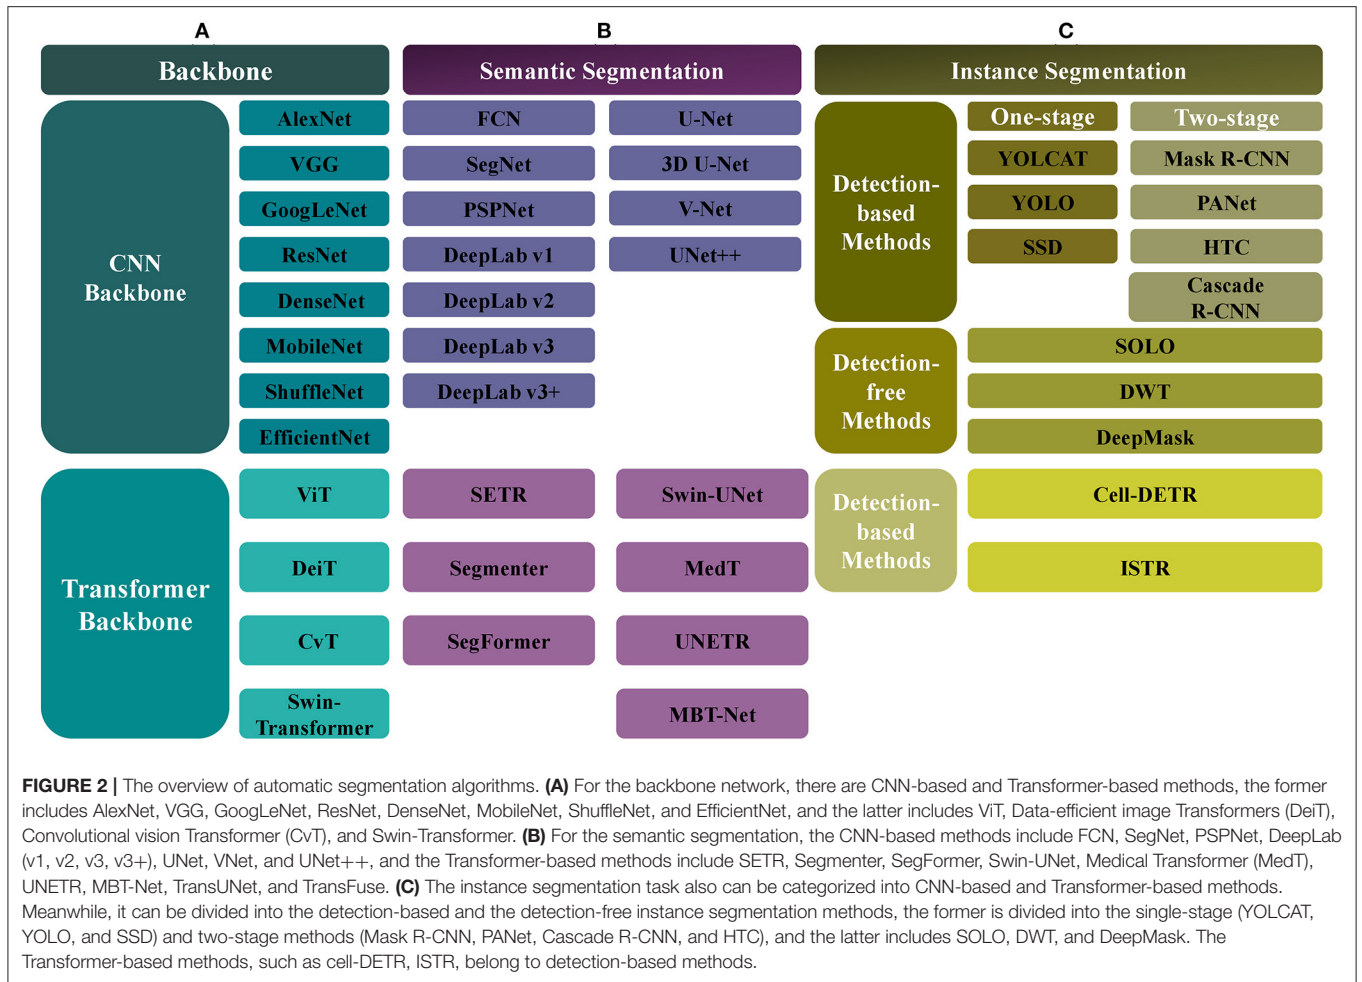 A
B
C
Backbone
Semantic Segmentation
Instance Segmentation
CNN
Backbone
AlexNet
VGG
GoogLeNet
ResNet
DenseNet
MobileNet
ShuffleNet
EfficientNet
FCN
SegNet
PSPNet
DeepLab v1
DeepLab v2
DeepLab v3
DeepLab v3+
U-Net
3D U-Net
V-Net
UNet++
Detection-
based
Methods
One-stage
YOLCAT
YOLO
SSD
Two-stage
Mask R-CNN
PANet
HTC
Cascade
R-CNN
Detection-
free
Methods
SOLO
DWT
DeepMask
Transformer
Backbone
ViT
DeiT
CvT
Swin-
Transformer
SETR
Segmenter
SegFormer
Swin-UNet
MedT
UNETR
MBT-Net
Detection-
based
Methods
Cell-DETR
ISTR
FIGURE 2 | The overview of automatic segmentation algorithms. (A) For the backbone network, there are CNN-based and Transformer-based methods, the former
includes AlexNet, VGG, GoogLeNet, ResNet, DenseNet, MobileNet, ShuffleNet, and EfficientNet, and the latter includes ViT, Data-efficient image Transformers (DeiT),
Convolutional vision Transformer (CvT), and Swin-Transformer. (B) For the semantic segmentation, the CNN-based methods include FCN, SegNet, PSPNet, DeepLab
(v1, v2, v3, v3+), UNet, VNet, and UNet++, and the Transformer-based methods include SETR, Segmenter, SegFormer, Swin-UNet, Medical Transformer (MedT),
UNETR, MBT-Net, TransUNet, and TransFuse. (C) The instance segmentation task also can be categorized into CNN-based and Transformer-based methods.
Meanwhile, it can be divided into the detection-based and the detection-free instance segmentation methods, the former is divided into the single-stage (YOLCAT,
YOLO, and SSD) and two-stage methods (Mask R-CNN, PANet, Cascade R-CNN, and HTC), and the latter includes SOLO, DWT, and DeepMask. The
Transformer-based methods, such as cell-DETR, ISTR, belong to detection-based methods.